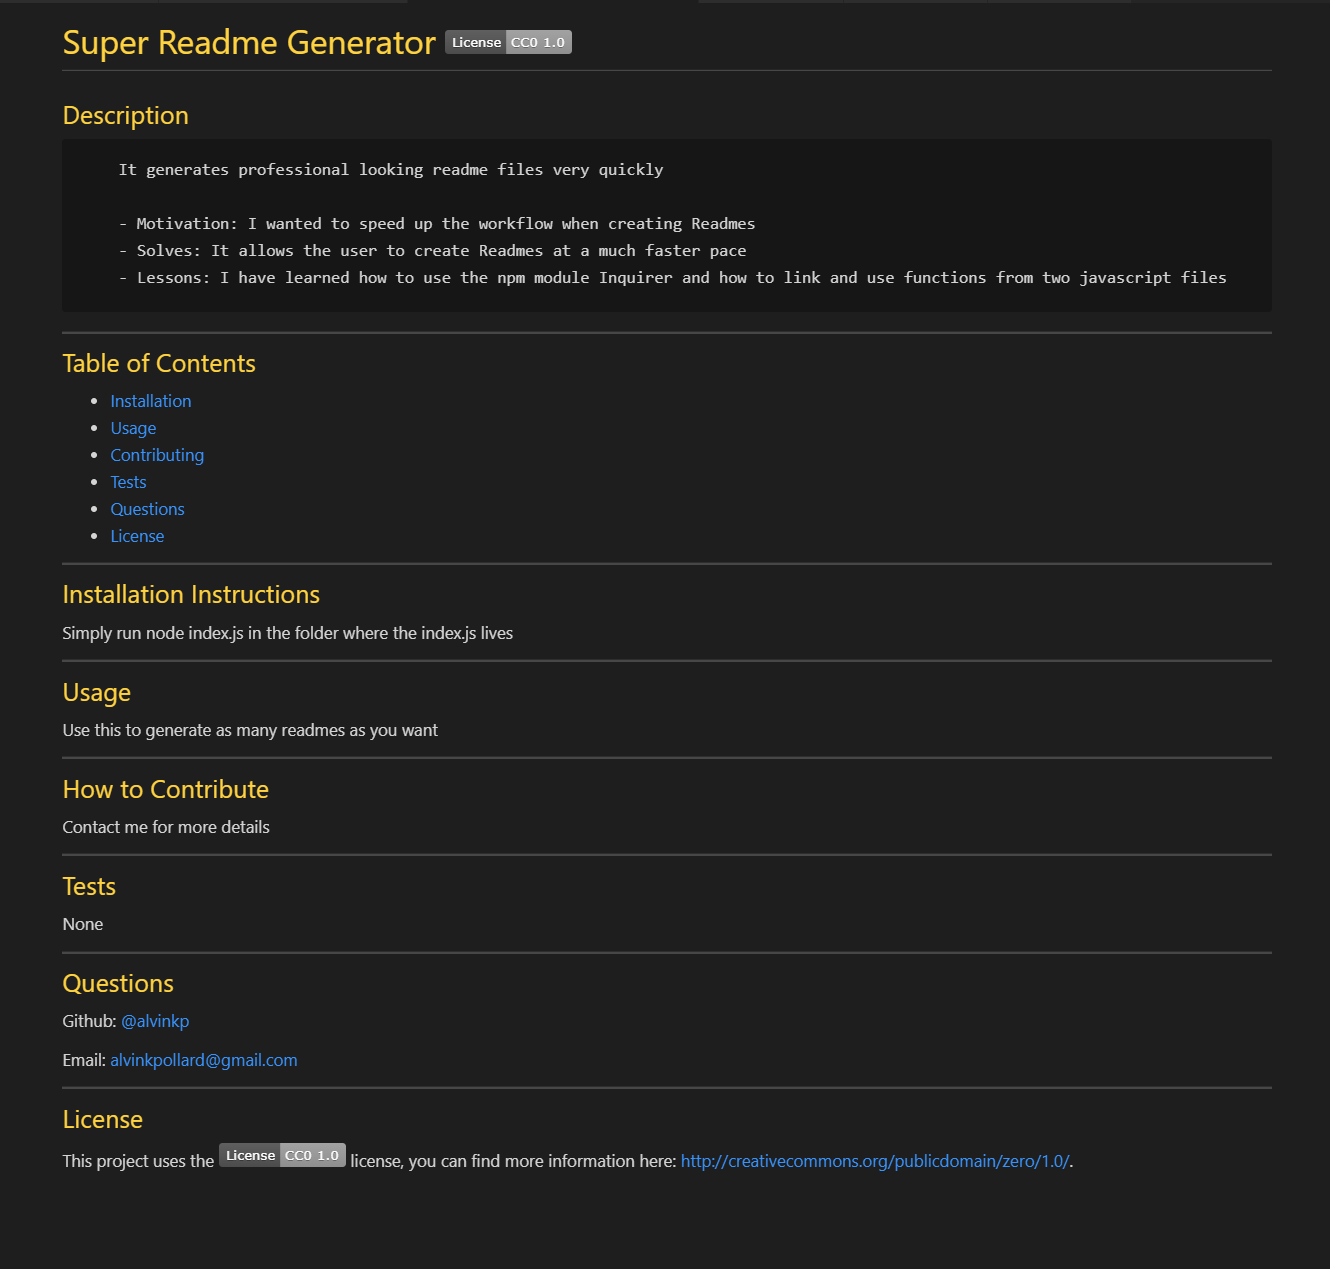 Super Readme Generator License CC0 1.0
Description
It generates professional looking readme files very quickly
- Motivation: I wanted to speed up the workflow when creating Readmes
- Solves: It allows the user to create Readmes at a much faster pace
- Lessons: I have learned how to use the npm module Inquirer and how to link and use functions from two javascript files
Table of Contents
• Installation
• Usage
• Contributing
• Tests
• Questions
• License
Installation Instructions
Simply run node index.js in the folder where the index.js lives
Usage
Use this to generate as many readmes as you want
How to Contribute
Contact me for more details
Tests
None
Questions
Github: @alvinkp
Email: alvinkpollard@gmail.com
License
This project uses the License CC0 1.0 license, you can find more information here: http://creativecommons.org/publicdomain/zero/1.0/.